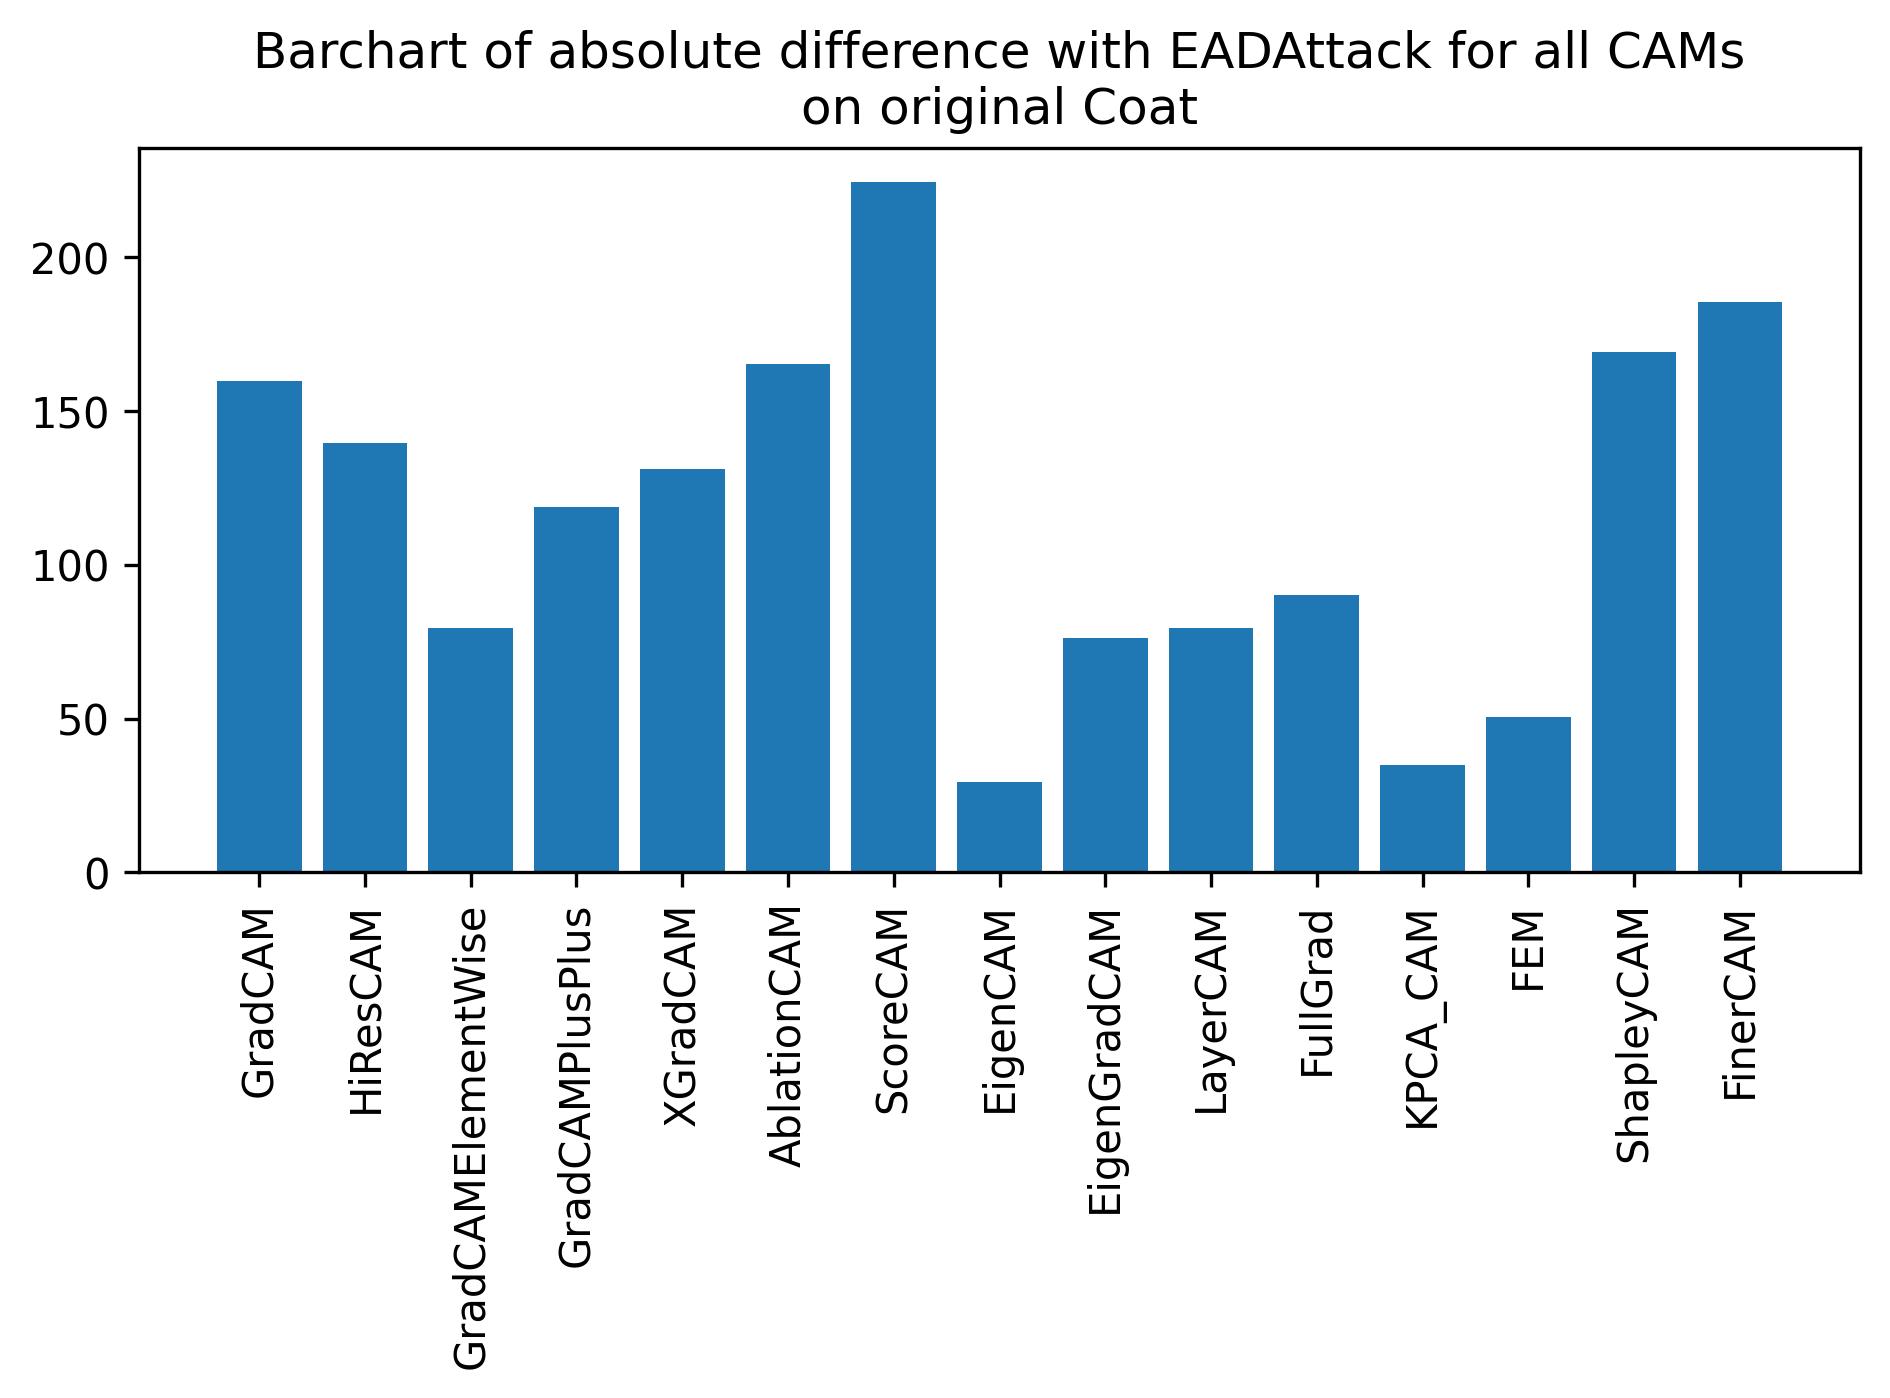 Barchart of absolute difference with EADAttack for all CAMs
on original Coat
200
150
100
50
0
GradCAM
HiResCAM
GradCAMElementWise
GradCAMPlusPlus
XGradCAM
AblationCAM
ScoreCAM
EigenCAM
EigenGradCAM
LayerCAM
FullGrad
KPCA_CAM
FEM
ShapleyCAM
FinerCAM